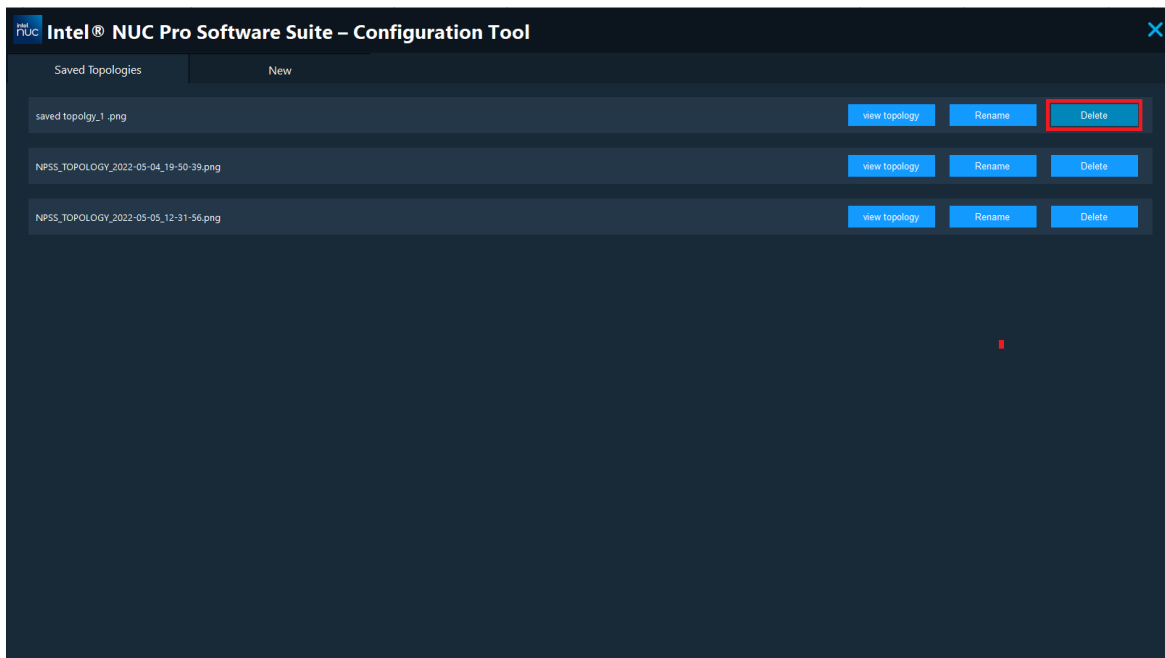 intel nuc Intel® NUC Pro Software Suite – Configuration Tool
Saved Topologies New
saved topolgy_1 .png view topology Rename Delete
NPSS_TOPOLOGY_2022-05-04_19-50-39.png view topology Rename Delete
NPSS_TOPOLOGY_2022-05-05_12-31-56.png view topology Rename Delete